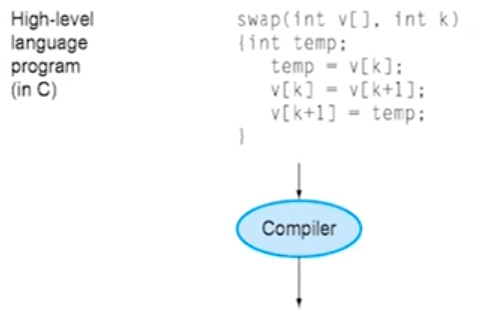 High-level
language
program
(in C)
swap(int v[], int k)
{int temp;
temp = v[k];
v[k] = v[k+1];
v[k+1] = temp;
}
Compiler